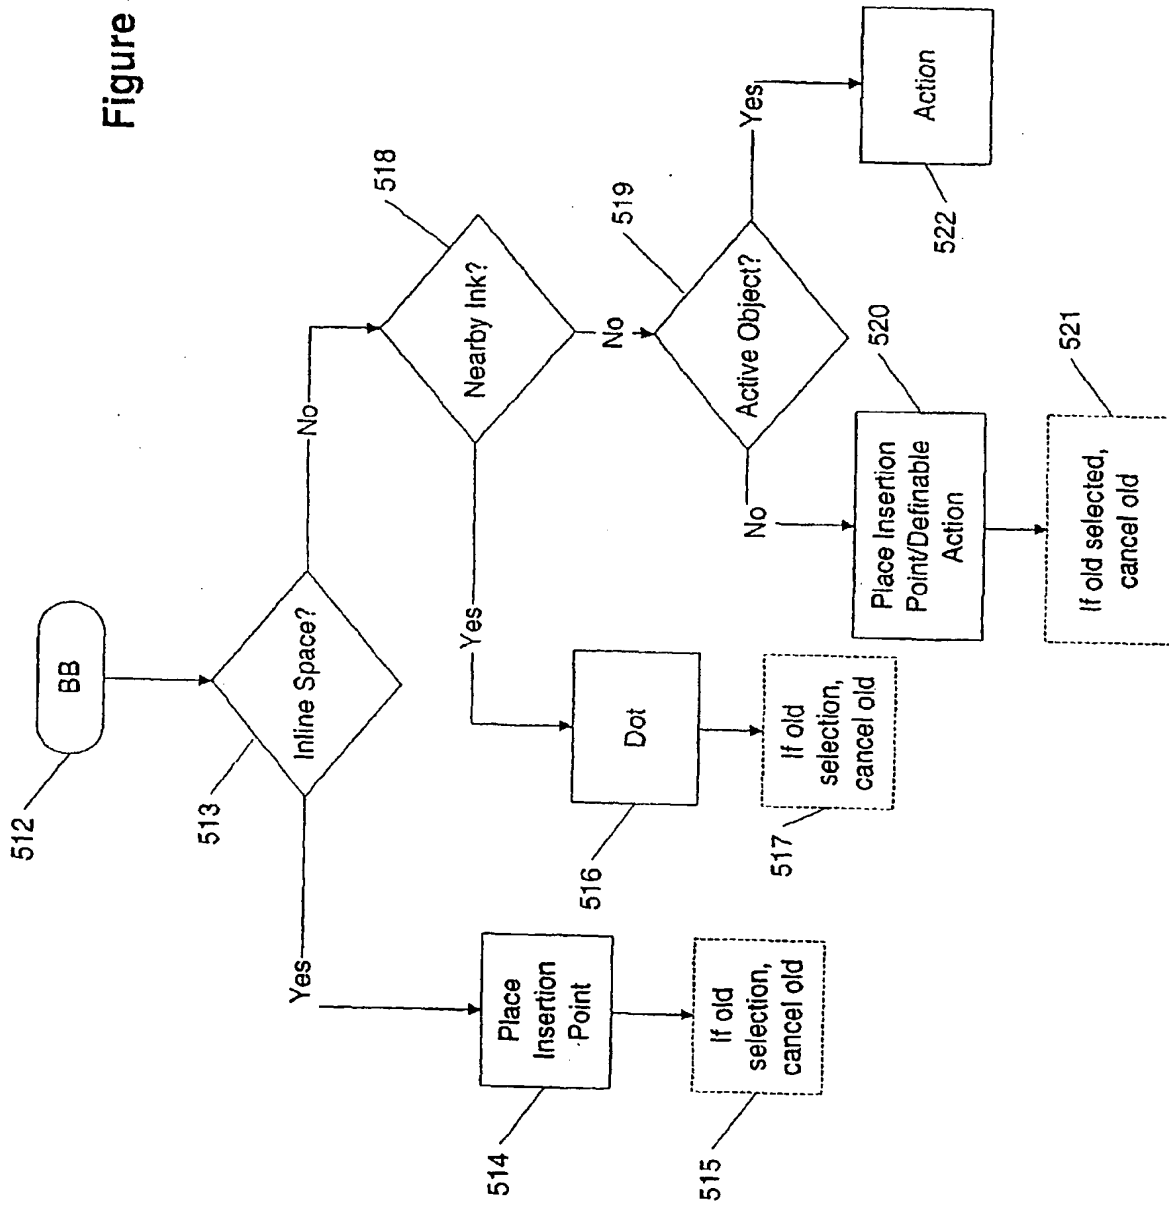 Figure
BB
512
Inline Space?
513
Yes
No
Place
Insertion
Point
514
If old
selection,
cancel old
515
Nearby Ink?
518
Yes
No
Dot
516
If old
selection,
cancel old
517
Active Object?
519
No
Yes
Place Insertion
Point/Definable
Action
520
If old selected,
cancel old
521
Action
522